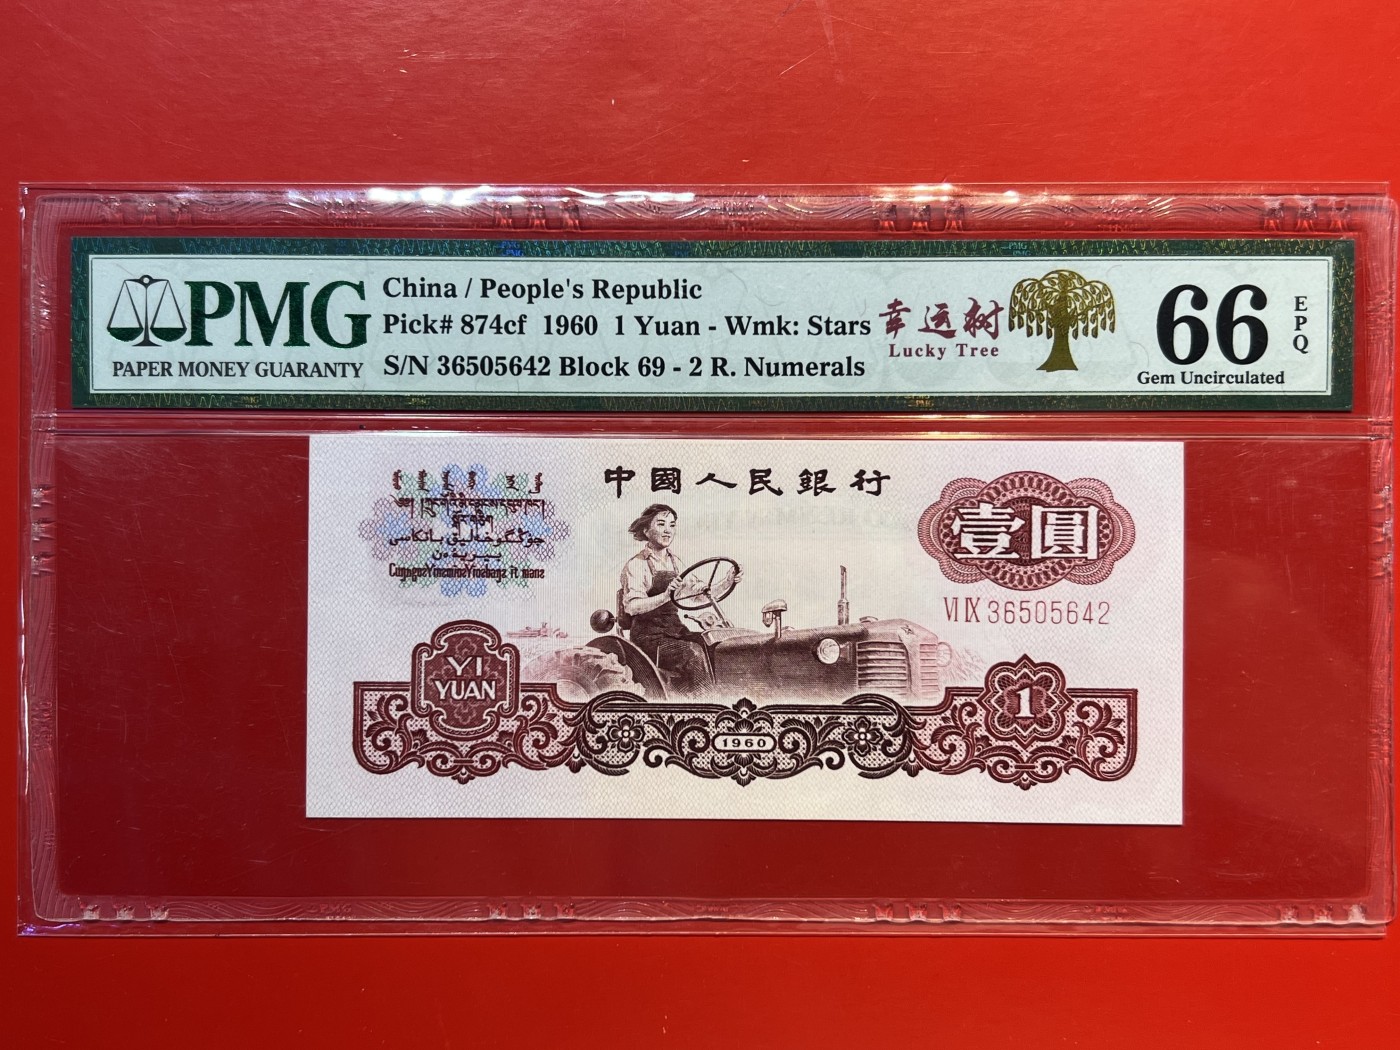 PMG
PAPER MONEY GUARANTY
China / People's Republic
Pick# 874cf 1960 1 Yuan - Wmk: Stars
S/N 36505642 Block 69 - 2 R. Numerals
幸运树
Lucky Tree
66
EPQ
Gem Uncirculated
中國人民銀行
壹圓
VI IX 36505642
YI
YUAN
1960
1